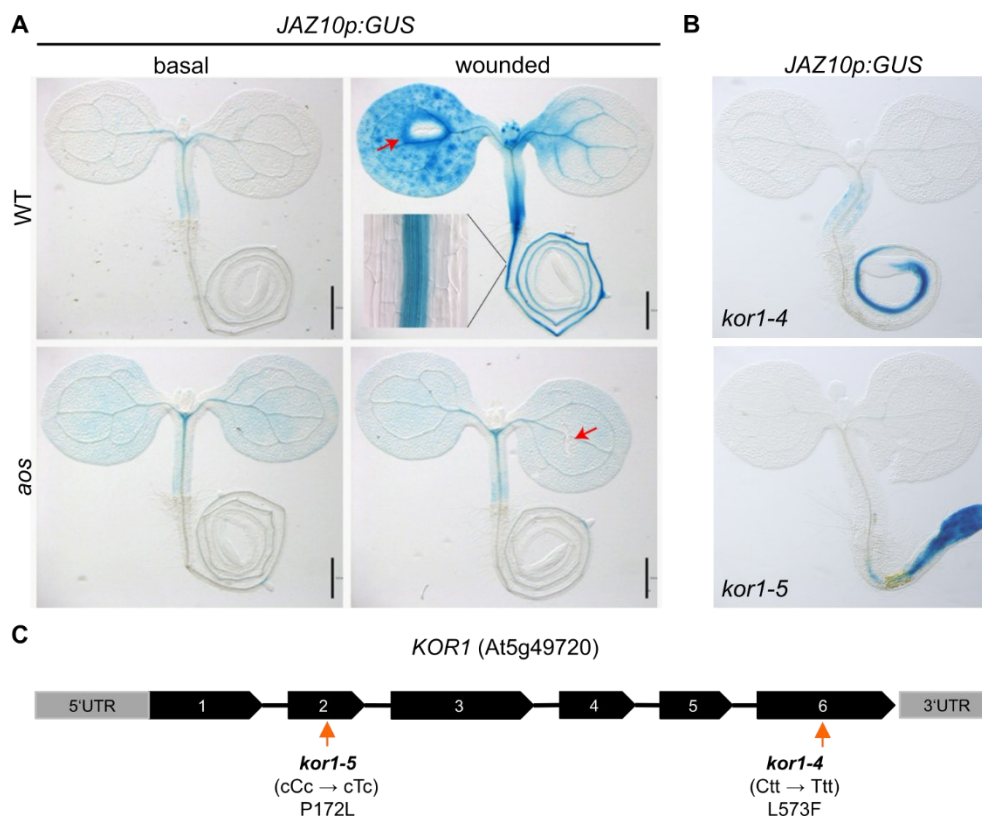 A
JAZ10p:GUS
basal
wounded
WT
aos
B
JAZ10p:GUS
kor1-4
kor1-5
C
KOR1 (At5g49720)
5'UTR 1 2 3 4 5 6 3'UTR
kor1-5
(cCc → cTc)
P172L
kor1-4
(Ctt → Ttt)
L573F